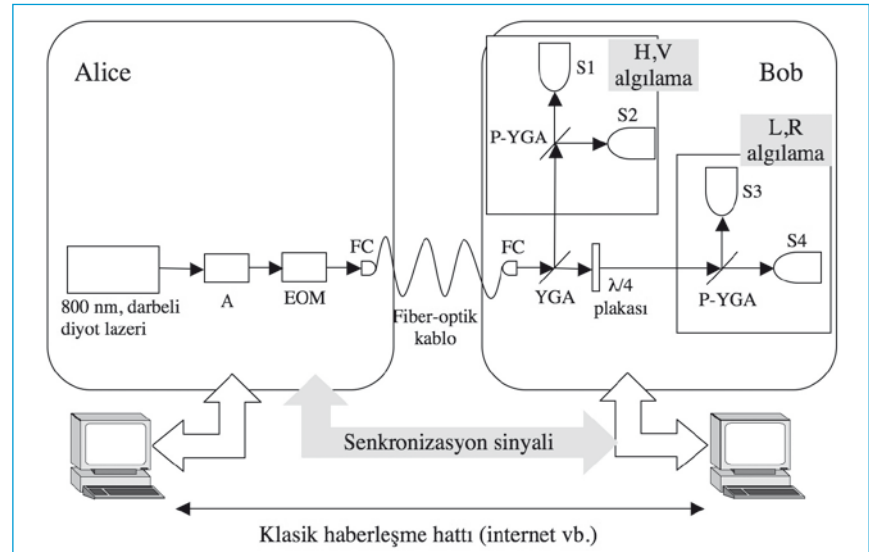 Alice
Bob
H,V
algılama
S1
S2
P-YGA
L,R
algılama
S3
S4
P-YGA
FC
FC
800 nm, darbeli
diyot lazeri
A
EOM
Fiber-optik
kablo
YGA
λ/4
plakası
Senkronizasyon sinyali
Klasik haberleşme hattı (internet vb.)